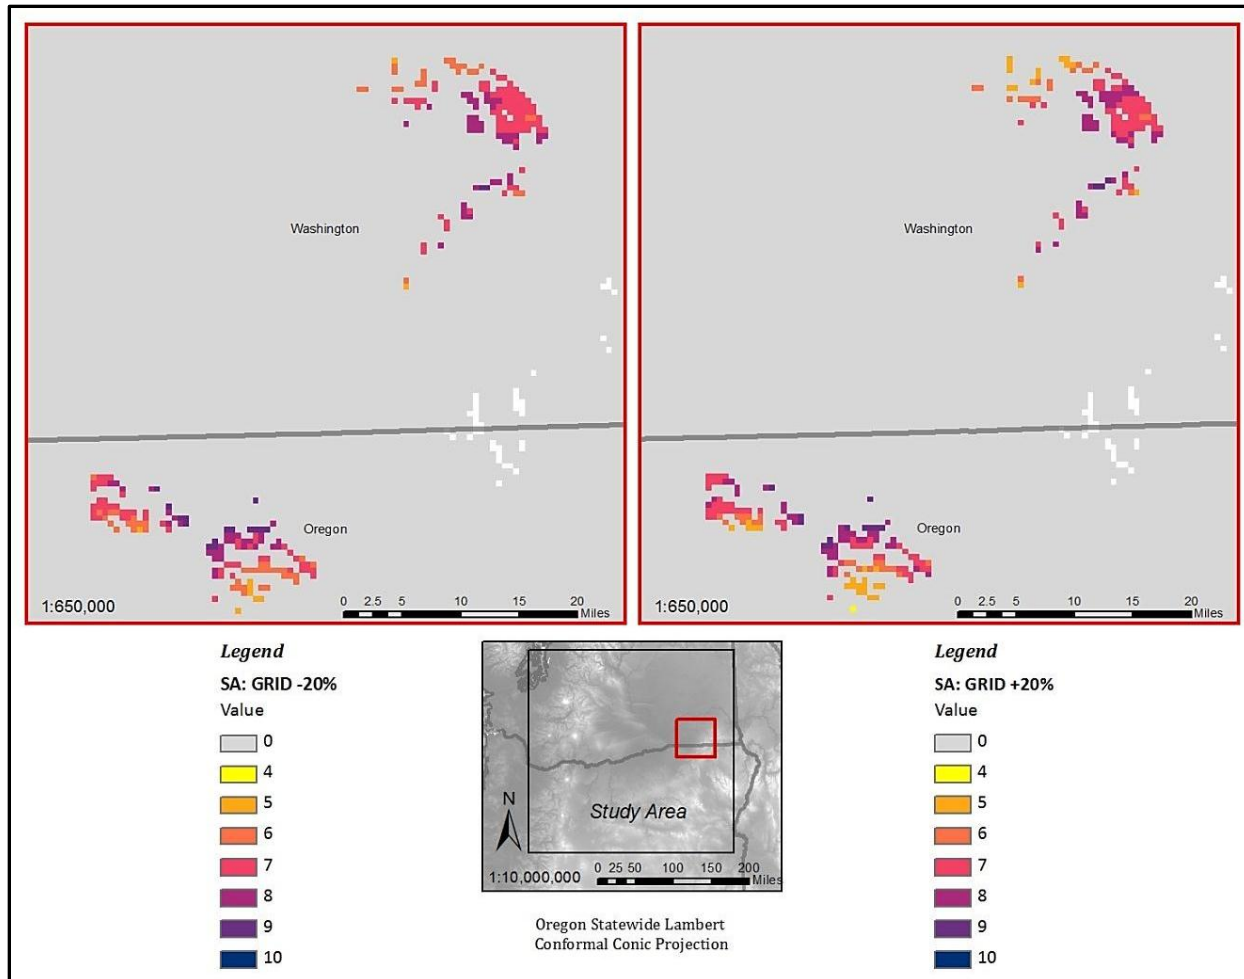 Washington
Oregon
1:650,000
0 2.5 5 10 15 20
Miles
Washington
Oregon
1:650,000
0 2.5 5 10 15 20
Miles
Legend
SA: GRID -20%
Value
0
4
5
6
7
8
9
10
N
Study Area
1:10,000,000
0 25 50 100 150 200
Miles
Oregon Statewide Lambert
Conformal Conic Projection
Legend
SA: GRID +20%
Value
0
4
5
6
7
8
9
10